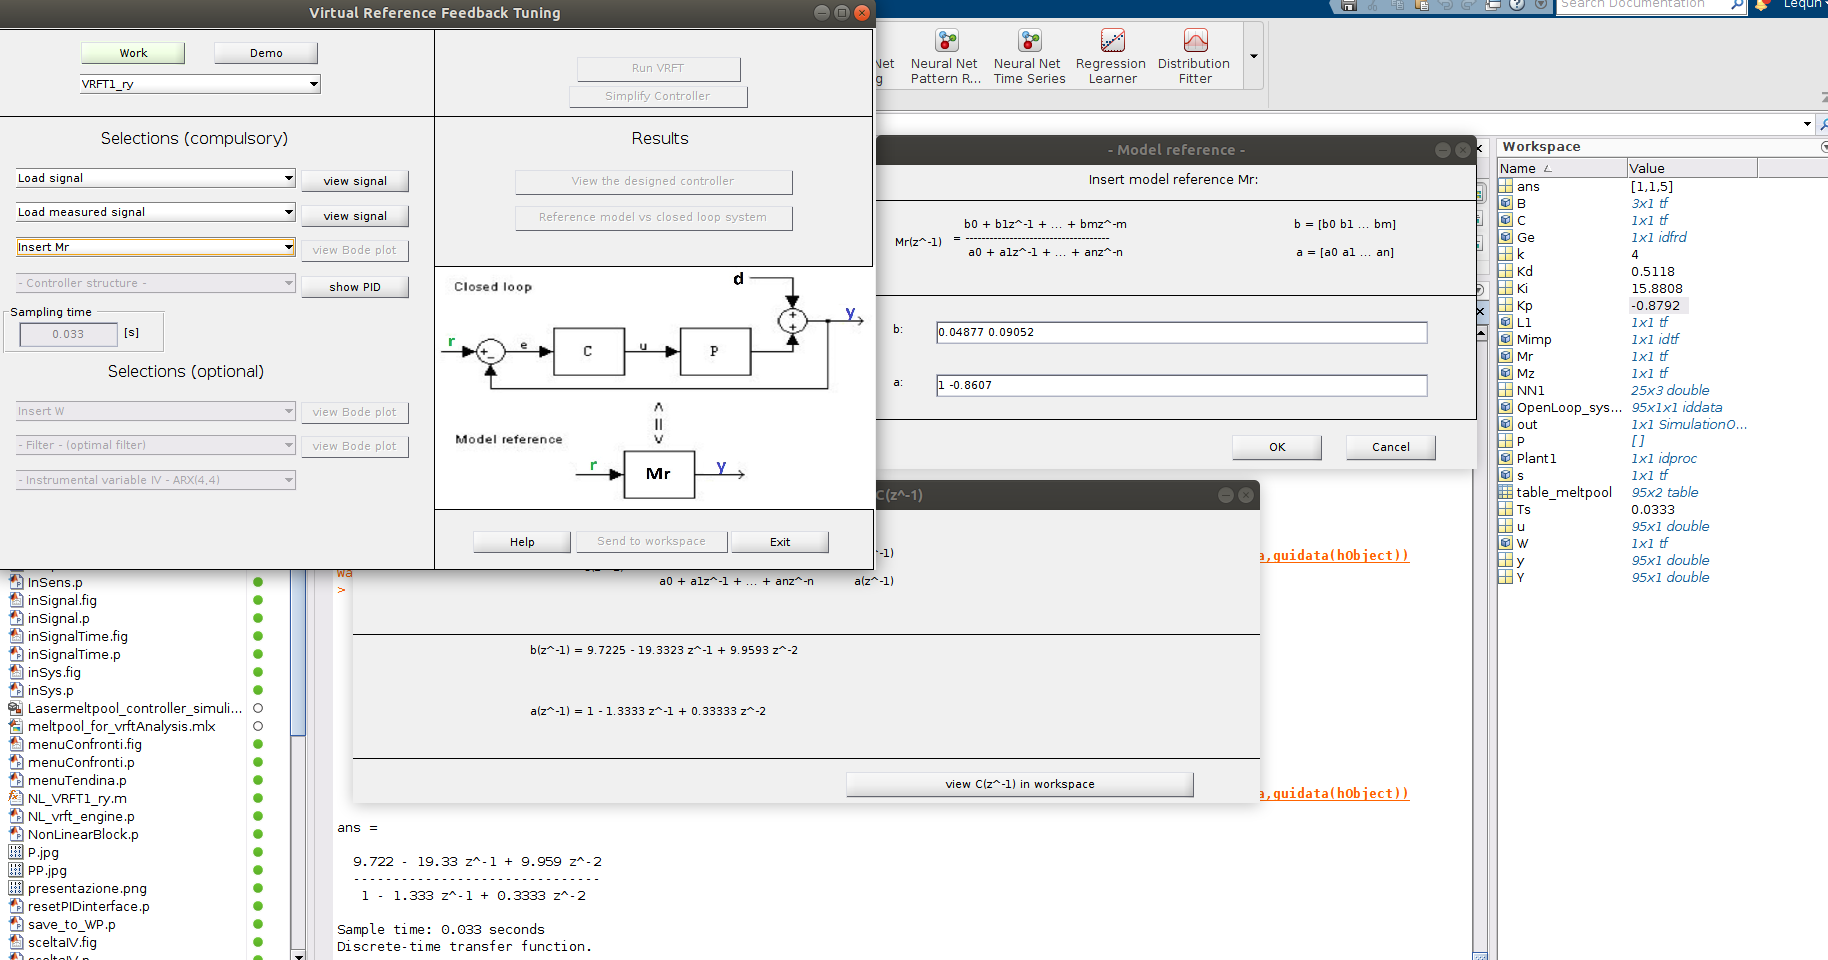 Virtual Reference Feedback Tuning
Work
Demo
VRFT1_ry
Run VRFT
Simplify Controller
Selections (compulsory)
Results
Load signal
view signal
Load measured signal
view signal
Insert Mr
view Bode plot
- Controller structure -
show PID
View the designed controller
Reference model vs closed loop system
Sampling time
0.033
[s]
Selections (optional)
Insert W
view Bode plot
- Filter - (optimal filter)
view Bode plot
- Instrumental variable IV - ARX(4,4)
Closed loop
d
r
+
-
e
C
u
P
+
+
y
Model reference
r
Mr
y
Help
Send to workspace
Exit
Search Documentation
Lequn
Net
g
Neural Net
Pattern R...
Neural Net
Time Series
Regression
Learner
Distribution
Fitter
- Model reference -
Insert model reference Mr:
b0 + b1z^-1 + ... + bmz^-m
Mr(z^-1)
= ------------------------------------
a0 + a1z^-1 + ... + anz^-n
b = [b0 b1 ... bm]
a = [a0 a1 ... an]
b:
0.04877 0.09052
a:
1 -0.8607
OK
Cancel
C(z^-1)
^-1)
a0 + a1z^-1 + ... + anz^-n
a(z^-1)
b(z^-1) = 9.7225 - 19.3323 z^-1 + 9.9593 z^-2
a(z^-1) = 1 - 1.3333 z^-1 + 0.33333 z^-2
view C(z^-1) in workspace
Wa
>
a,guidata(hObject))
a,guidata(hObject))
ans =
9.722 - 19.33 z^-1 + 9.959 z^-2
-------------------------------
1 - 1.333 z^-1 + 0.3333 z^-2
Sample time: 0.033 seconds
Discrete-time transfer function.
InSens.p
inSignal.fig
inSignal.p
inSignalTime.fig
inSignalTime.p
inSys.fig
inSys.p
Lasermeltpool_controller_simuli...
meltpool_for_vrftAnalysis.mlx
menuConfronti.fig
menuConfronti.p
menuTendina.p
NL_VRFT1_ry.m
NL_vrft_engine.p
NonLinearBlock.p
P.jpg
PP.jpg
presentazione.png
resetPIDinterface.p
save_to_WP.p
sceltaIV.fig
sceltaIV.p
Workspace
Name
Value
ans [1,1,5]
B 3x1 tf
C 1x1 tf
Ge 1x1 idfrd
k 4
Kd 0.5118
Ki 15.8808
Kp -0.8792
L1 1x1 tf
Mimp 1x1 idtf
Mr 1x1 tf
Mz 1x1 tf
NN1 25x3 double
OpenLoop_sys... 95x1x1 iddata
out 1x1 SimulationO...
P []
Plant1 1x1 idproc
s 1x1 tf
table_meltpool 95x2 table
Ts 0.0333
u 95x1 double
W 1x1 tf
y 95x1 double
Y 95x1 double